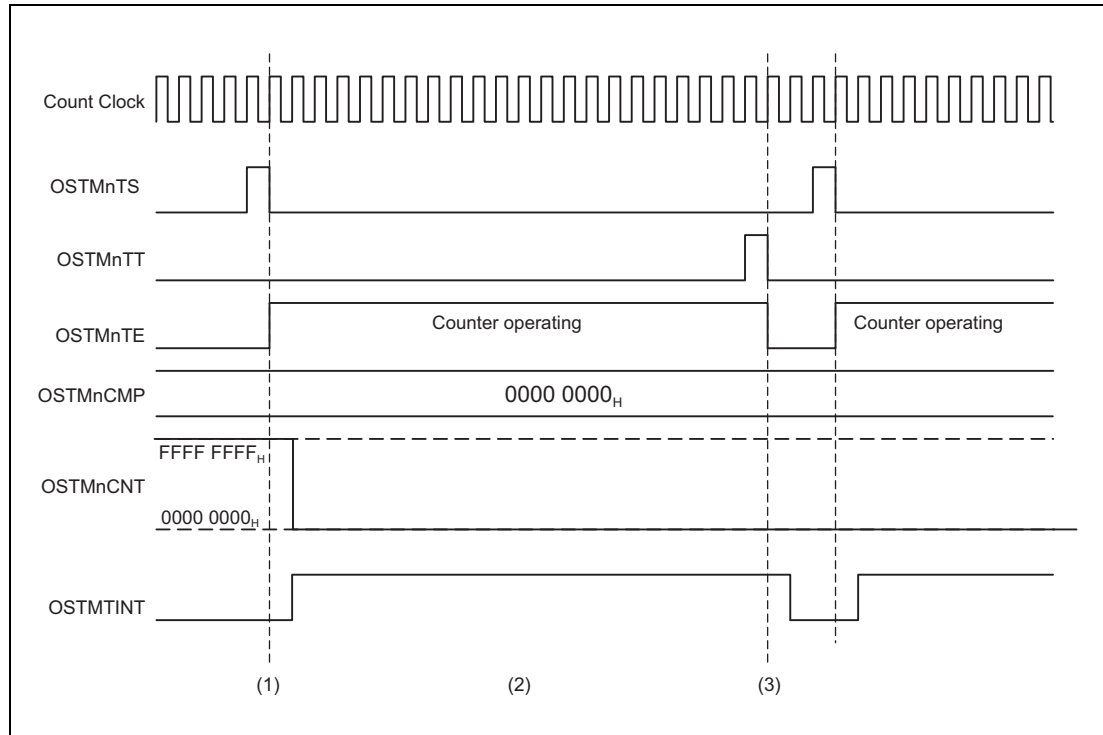 Count Clock
OSTMnTS
OSTMnTT
OSTMnTE
Counter operating
Counter operating
OSTMnCMP
0000 0000H
FFFF FFFFH
OSTMnCNT
0000 0000H
OSTMTINT
(1)
(2)
(3)